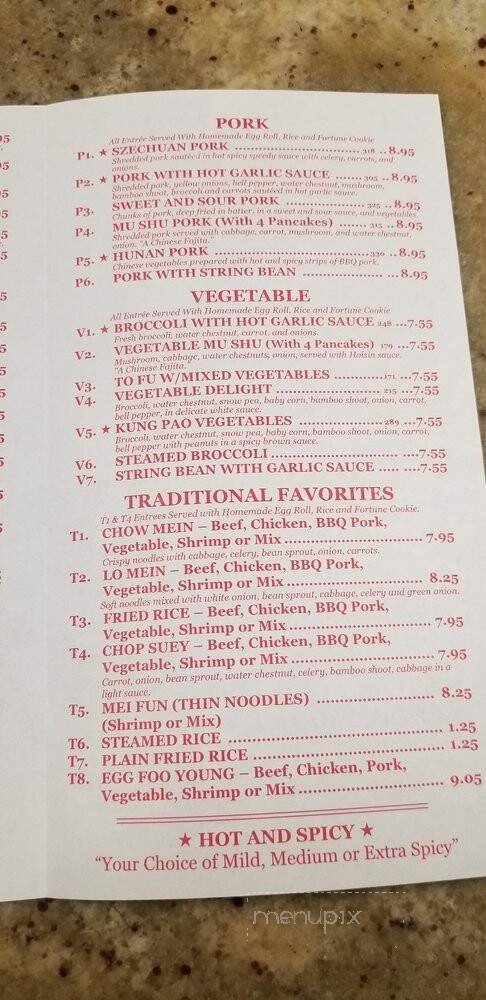 PORK
All Entrée Served With Homemade Egg Roll, Rice and Fortune Cookie
P1. ★ SZECHUAN PORK ........................ 318 ..8.95
Shredded pork sautéd in hot spicy speedy sauce with celery, carrots, and
onions.
P2. ★ PORK WITH HOT GARLIC SAUCE ....... 305 ..8.95
Shredded pork, yellow onions, bell pepper, water chestnut, mushroom,
bamboo shoot, broccoli and carrots sautéd in hot garlic sauce.
P3. SWEET AND SOUR PORK ................. 325 ..8.95
Chunks of pork, deep fried in batter, in a sweet and sour sauce, and vegetables.
P4. MU SHU PORK (With 4 Pancakes) ....... 215 ..8.95
Shredded pork served with cabbage, carrot, mushroom, and water chestnut,
onion. "A Chinese Fajita."
P5. ★ HUNAN PORK ............................330 ..8.95
Chinese vegetables prepared with hot and spicy strips of BBQ pork.
P6. PORK WITH STRING BEAN ......................8.95
VEGETABLE
All Entrée Served With Homemade Egg Roll, Rice and Fortune Cookie
V1. ★ BROCCOLI WITH HOT GARLIC SAUCE 248 ...7.55
Fresh broccoli, water chestnut, carrot, and onions.
V2. VEGETABLE MU SHU (With 4 Pancakes) 179 ...7.55
Mushroom, cabbage, water chestnuts, onion, served with Hoisin sauce.
"A Chinese Fajita."
V3. TO FU W/MIXED VEGETABLES ..........171 ...7.55
V4. VEGETABLE DELIGHT .................... 215 ...7.55
Broccoli, water chestnut, snow pea, baby corn, bamboo shoot, onion, carrot,
bell pepper, in delicate white sauce.
V5. ★ KUNG PAO VEGETABLES .................289 ...7.55
Broccoli, water chestnut, snow pea, baby corn, bamboo shoot, onion, carrot,
bell pepper with peanuts in a spicy brown sauce.
V6. STEAMED BROCCOLI ..........................7.55
V7. STRING BEAN WITH GARLIC SAUCE ..... ....7.55
TRADITIONAL FAVORITES
T1 & T4 Entrees Served with Homemade Egg Roll, Rice and Fortune Cookie.
T1. CHOW MEIN – Beef, Chicken, BBQ Pork,
Vegetable, Shrimp or Mix ............................ 7.95
Crispy noodles with cabbage, celery, bean sprout, onion, carrots.
T2. LO MEIN – Beef, Chicken, BBQ Pork,
Vegetable, Shrimp or Mix ........................... 8.25
Soft noodles mixed with white onion, bean sprout, cabbage, celery and green onion.
T3. FRIED RICE – Beef, Chicken, BBQ Pork,
Vegetable, Shrimp or Mix ............................ 7.95
T4. CHOP SUEY – Beef, Chicken, BBQ Pork,
Vegetable, Shrimp or Mix ............................ 7.95
Carrot, onion, bean sprout, water chestnut, celery, bamboo shoot, cabbage in a
light sauce.
T5. MEI FUN (THIN NOODLES) ....................... 8.25
(Shrimp or Mix)
T6. STEAMED RICE ........................................ 1.25
T7. PLAIN FRIED RICE .................................... 1.25
T8. EGG FOO YOUNG – Beef, Chicken, Pork,
Vegetable, Shrimp or Mix ............................ 9.05
★ HOT AND SPICY ★
"Your Choice of Mild, Medium or Extra Spicy"
menupix